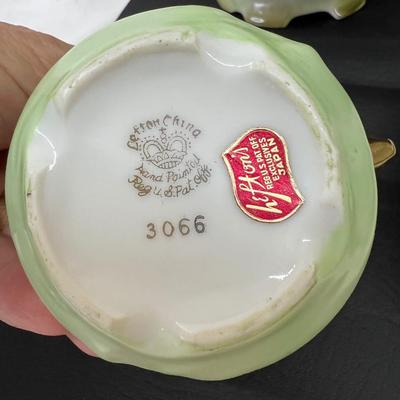 Lefton China
Hand Painted
Reg. U.S. Pat. Off.
3066
Lefton's
REG U.S. PAT. OFF.
EXCLUSIVES
JAPAN